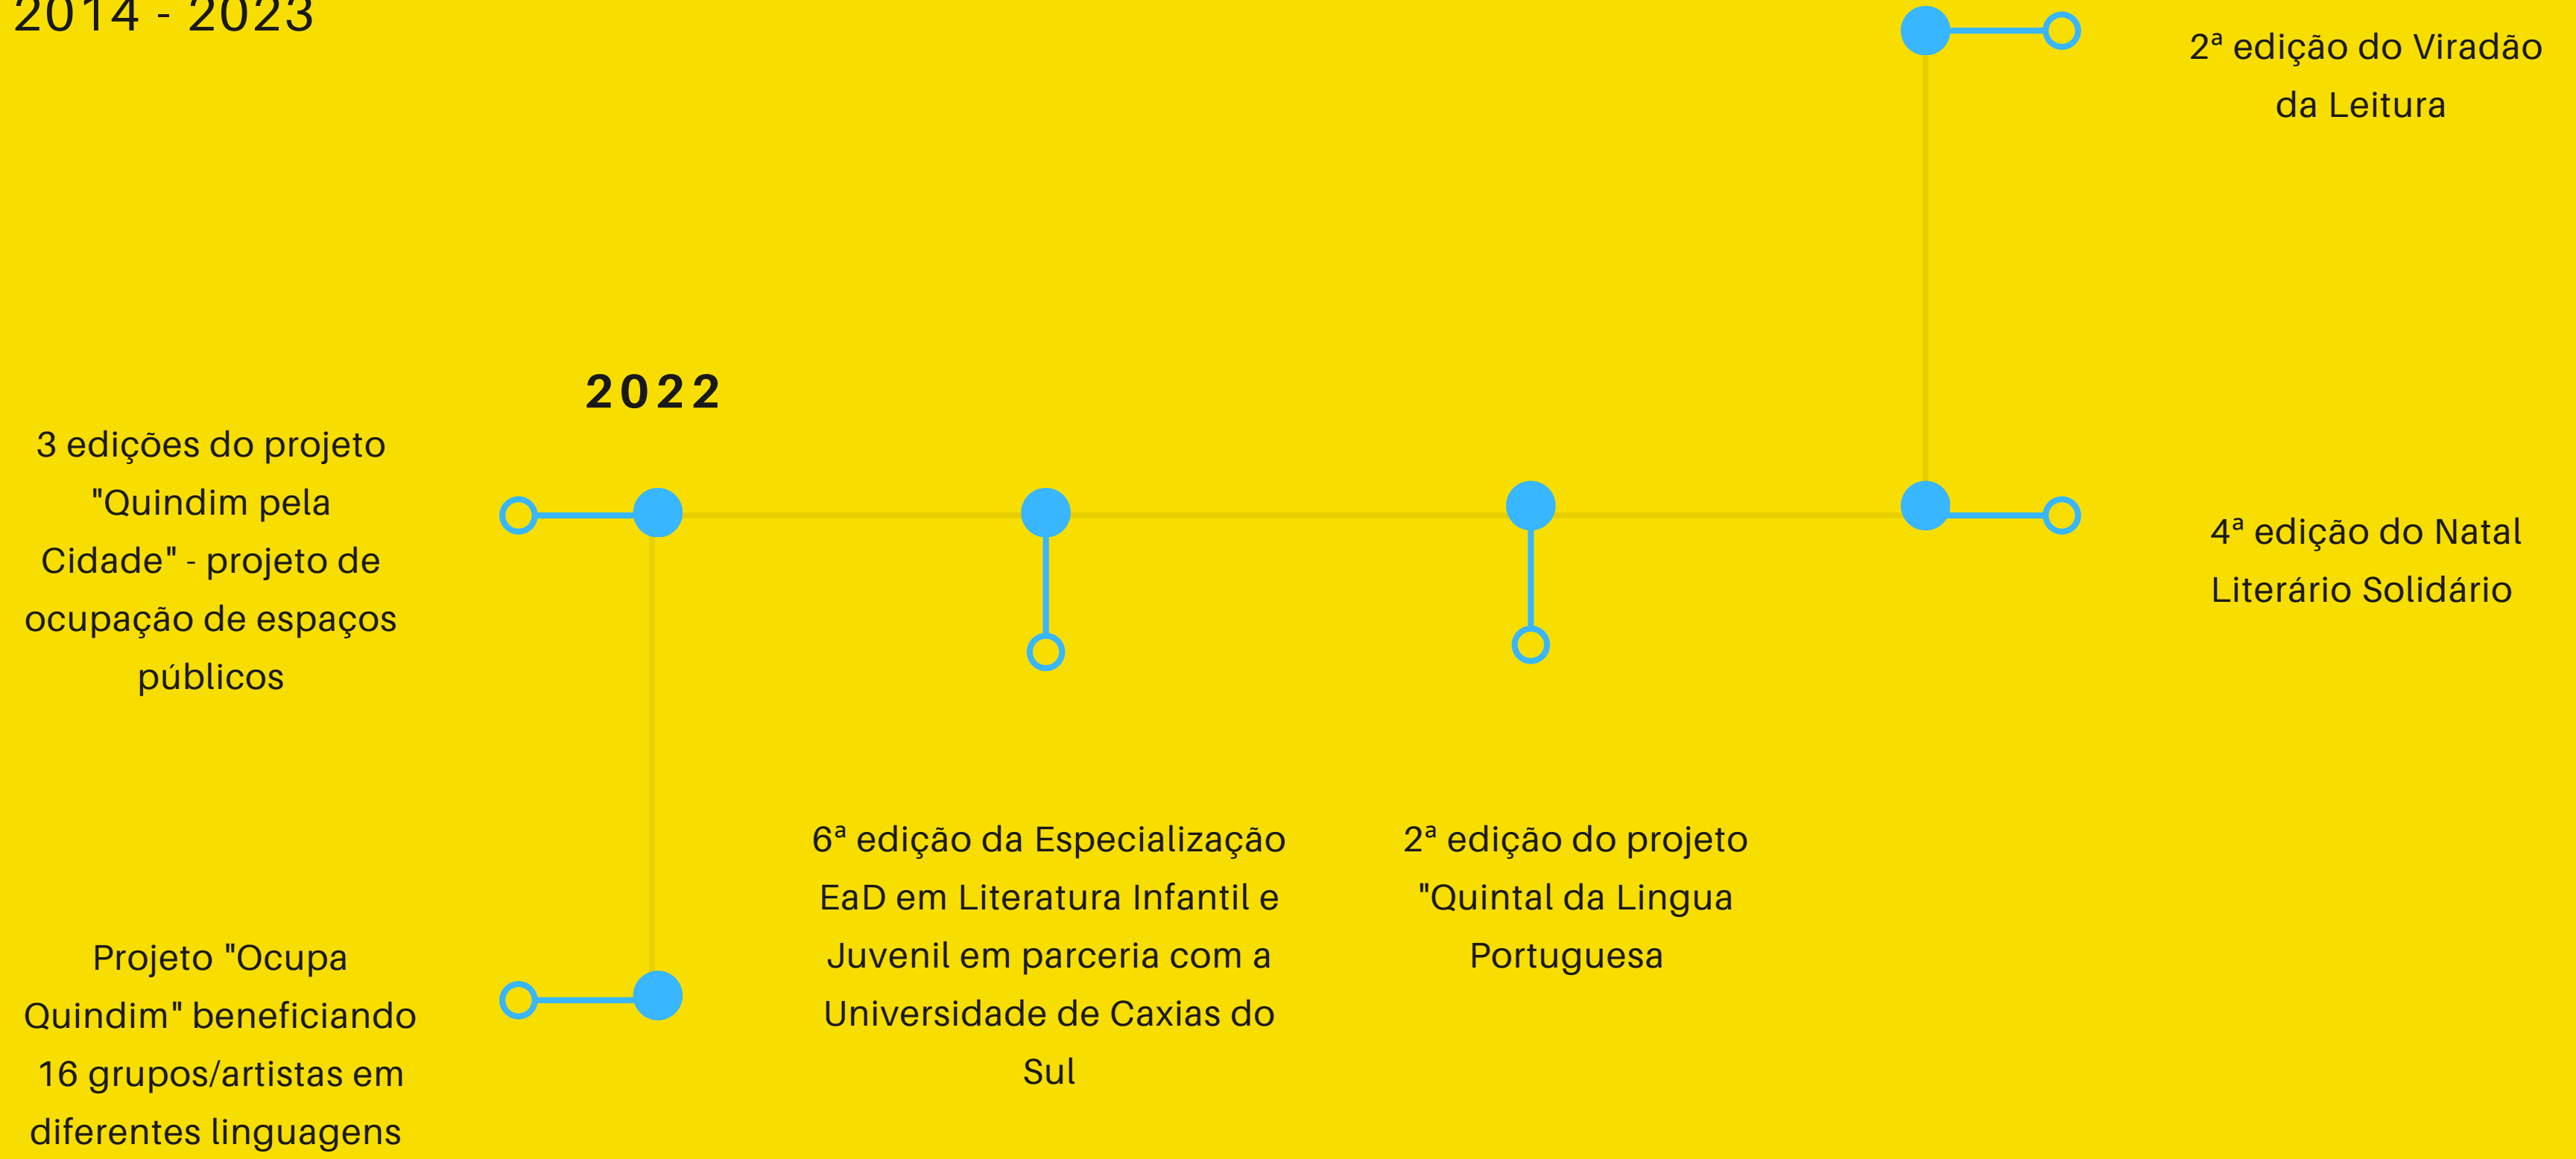 2014 - 2023
2ª edição do Viradão
da Leitura
2022
3 edições do projeto
"Quindim pela
Cidade" - projeto de
ocupação de espaços
públicos
4ª edição do Natal
Literário Solidário
6ª edição da Especialização
EaD em Literatura Infantil e
Juvenil em parceria com a
Universidade de Caxias do
Sul
2ª edição do projeto
"Quintal da Lingua
Portuguesa
Projeto "Ocupa
Quindim" beneficiando
16 grupos/artistas em
diferentes linguagens